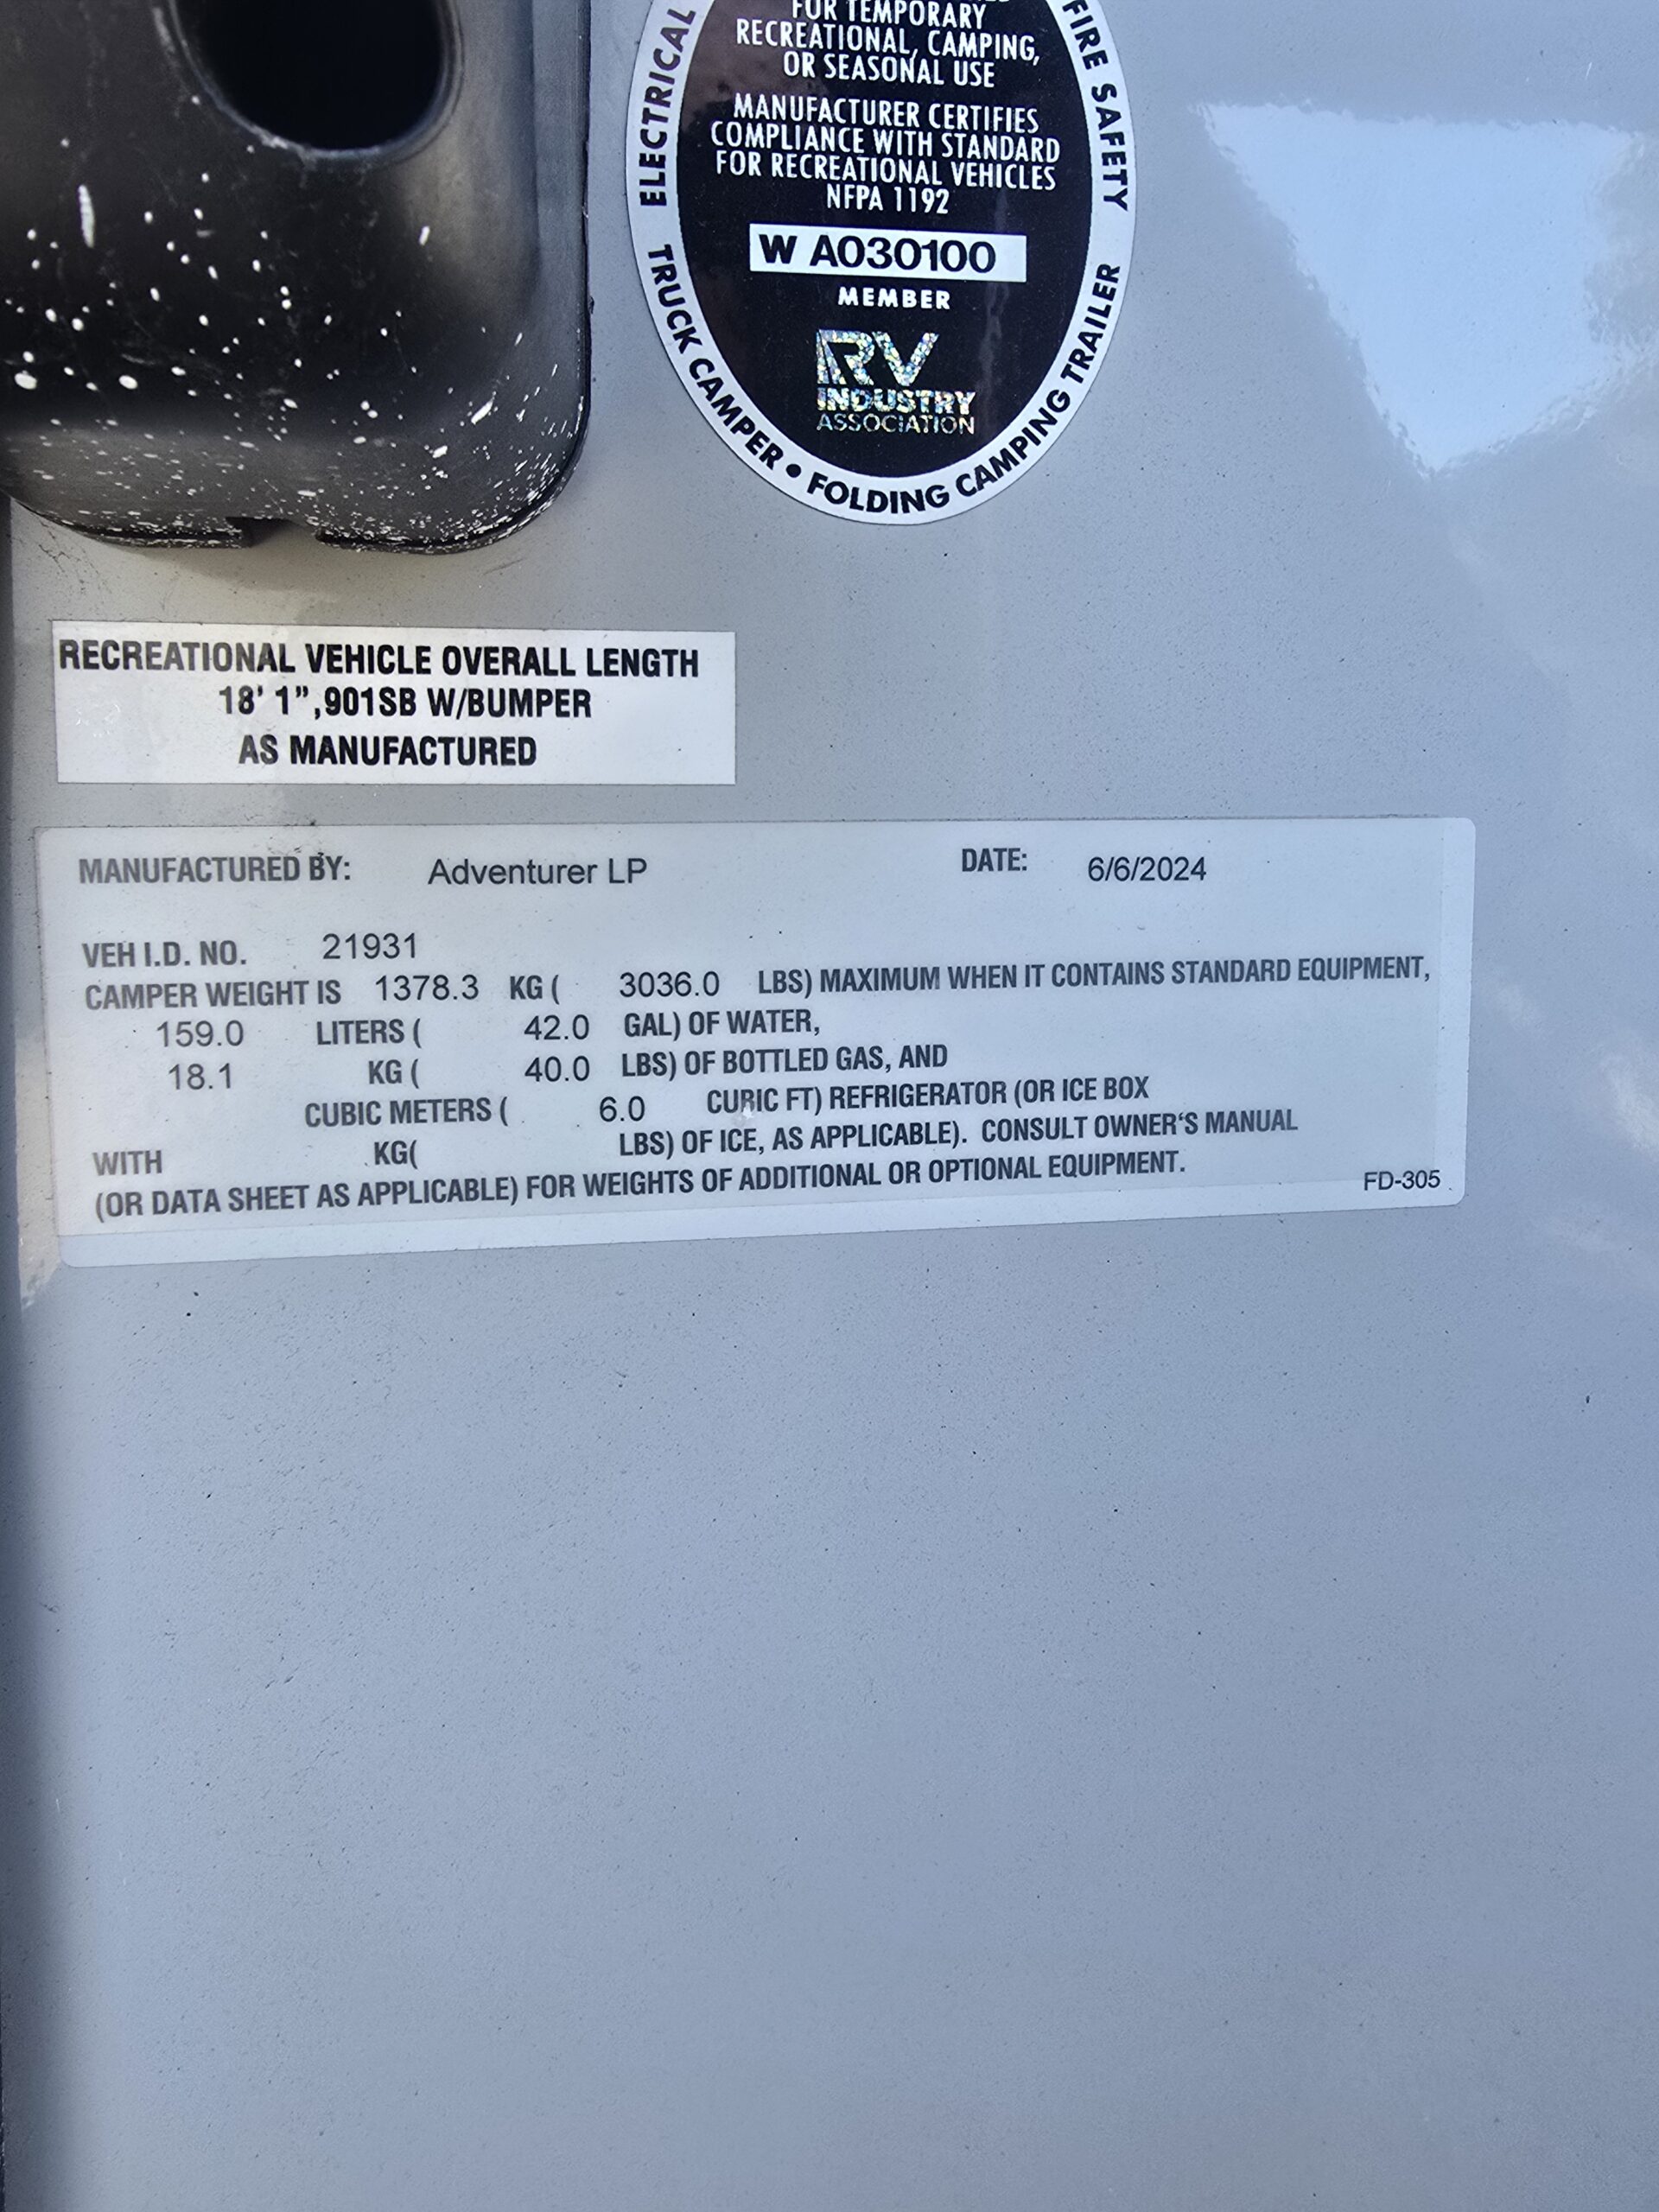 FOR TEMPORARY
RECREATIONAL, CAMPING,
OR SEASONAL USE
MANUFACTURER CERTIFIES
COMPLIANCE WITH STANDARD
FOR RECREATIONAL VEHICLES
NFPA 1192
W A030100
MEMBER
RV
INDUSTRY
ASSOCIATION
ELECTRICAL
FIRE SAFETY
TRUCK CAMPER • FOLDING CAMPING TRAILER
RECREATIONAL VEHICLE OVERALL LENGTH
18' 1",901SB W/BUMPER
AS MANUFACTURED
MANUFACTURED BY: Adventurer LP DATE: 6/6/2024
VEH I.D. NO. 21931
CAMPER WEIGHT IS 1378.3 KG ( 3036.0 LBS) MAXIMUM WHEN IT CONTAINS STANDARD EQUIPMENT,
159.0 LITERS ( 42.0 GAL) OF WATER,
18.1 KG ( 40.0 LBS) OF BOTTLED GAS, AND
CUBIC METERS ( 6.0 CUBIC FT) REFRIGERATOR (OR ICE BOX
WITH KG( LBS) OF ICE, AS APPLICABLE). CONSULT OWNER'S MANUAL
(OR DATA SHEET AS APPLICABLE) FOR WEIGHTS OF ADDITIONAL OR OPTIONAL EQUIPMENT.
FD-305